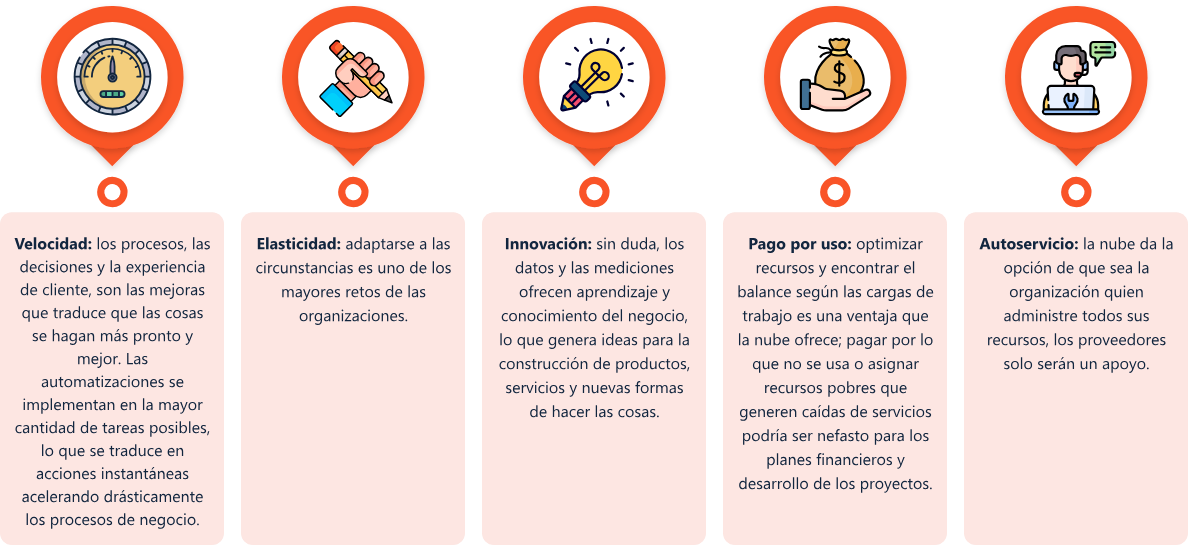 Velocidad: los procesos, las
decisiones y la experiencia
de cliente, son las mejoras
que traduce que las cosas
se hagan más pronto y
mejor. Las
automatizaciones se
implementan en la mayor
cantidad de tareas posibles,
lo que se traduce en
acciones instantáneas
acelerando drásticamente
los procesos de negocio.
Elasticidad: adaptarse a las
circunstancias es uno de los
mayores retos de las
organizaciones.
Innovación: sin duda, los
datos y las mediciones
ofrecen aprendizaje y
conocimiento del negocio,
lo que genera ideas para la
construcción de productos,
servicios y nuevas formas
de hacer las cosas.
$
Pago por uso: optimizar
recursos y encontrar el
balance según las cargas de
trabajo es una ventaja que
la nube ofrece; pagar por lo
que no se usa o asignar
recursos pobres que
generen caídas de servicios
podría ser nefasto para los
planes financieros y
desarrollo de los proyectos.
Autoservicio: la nube da la
opción de que sea la
organización quien
administre todos sus
recursos, los proveedores
solo serán un apoyo.